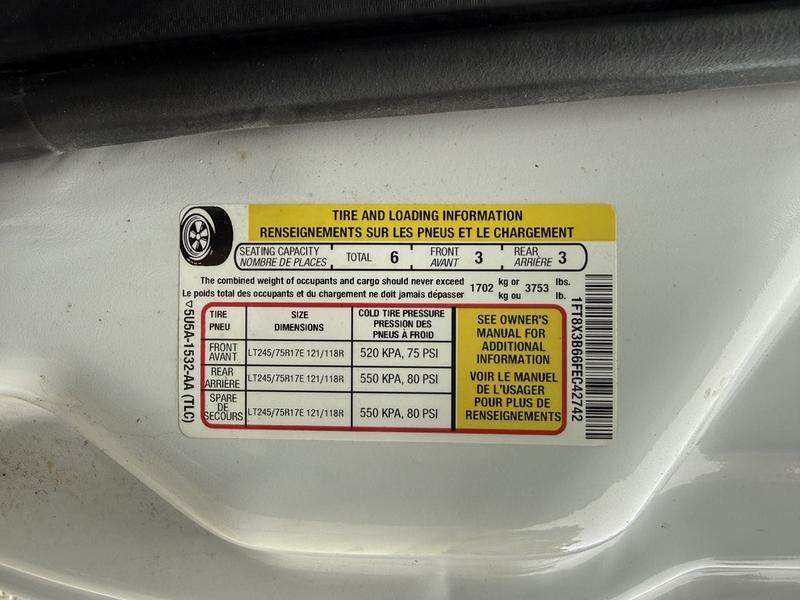 TIRE AND LOADING INFORMATION
RENSEIGNEMENTS SUR LES PNEUS ET LE CHARGEMENT
SEATING CAPACITY TOTAL 6 FRONT 3 REAR 3
NOMBRE DE PLACES AVANT ARRIÈRE
The combined weight of occupants and cargo should never exceed 1702 kg or 3753 lbs.
Le poids total des occupants et du chargement ne doit jamais dépasser kg ou lb.
TIRE
PNEU
SIZE
DIMENSIONS
COLD TIRE PRESSURE
PRESSION DES
PNEUS À FROID
FRONT
AVANT
LT245/75R17E 121/118R
520 KPA, 75 PSI
REAR
ARRIÈRE
LT245/75R17E 121/118R
550 KPA, 80 PSI
SPARE
DE
SECOURS
LT245/75R17E 121/118R
550 KPA, 80 PSI
SEE OWNER'S
MANUAL FOR
ADDITIONAL
INFORMATION
VOIR LE MANUEL
DE L'USAGER
POUR PLUS DE
RENSEIGNEMENTS
5U5A-1532-AA (TLC)
1FT8X3B66FEC42742